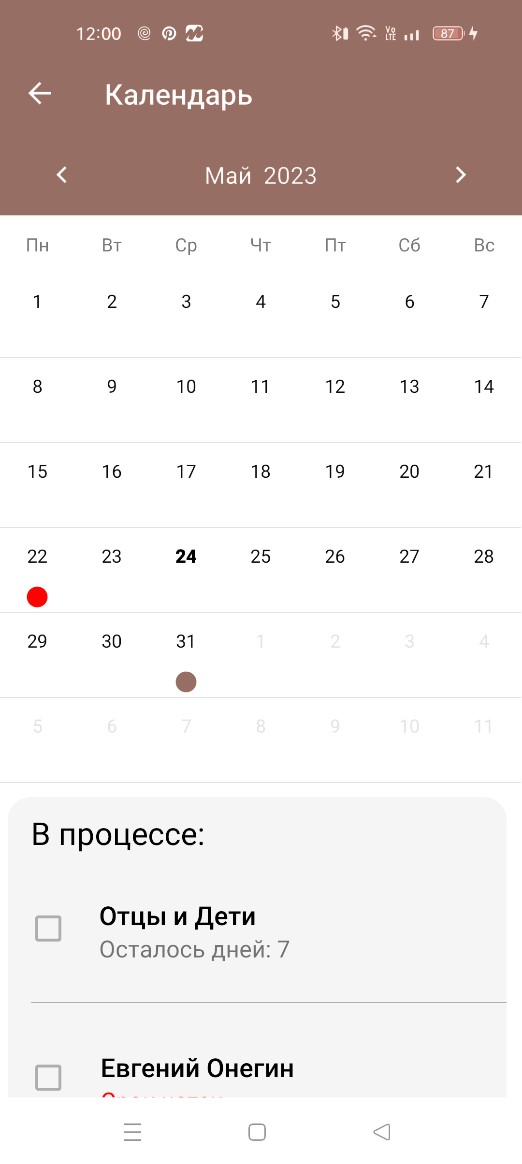 12:00 Vo LTE 87
Календарь
Май 2023
Пн Вт Ср Чт Пт Сб Вс
1 2 3 4 5 6 7
8 9 10 11 12 13 14
15 16 17 18 19 20 21
22 23 24 25 26 27 28
29 30 31 1 2 3 4
5 6 7 8 9 10 11
В процессе:
Отцы и Дети
Осталось дней: 7
Евгений Онегин